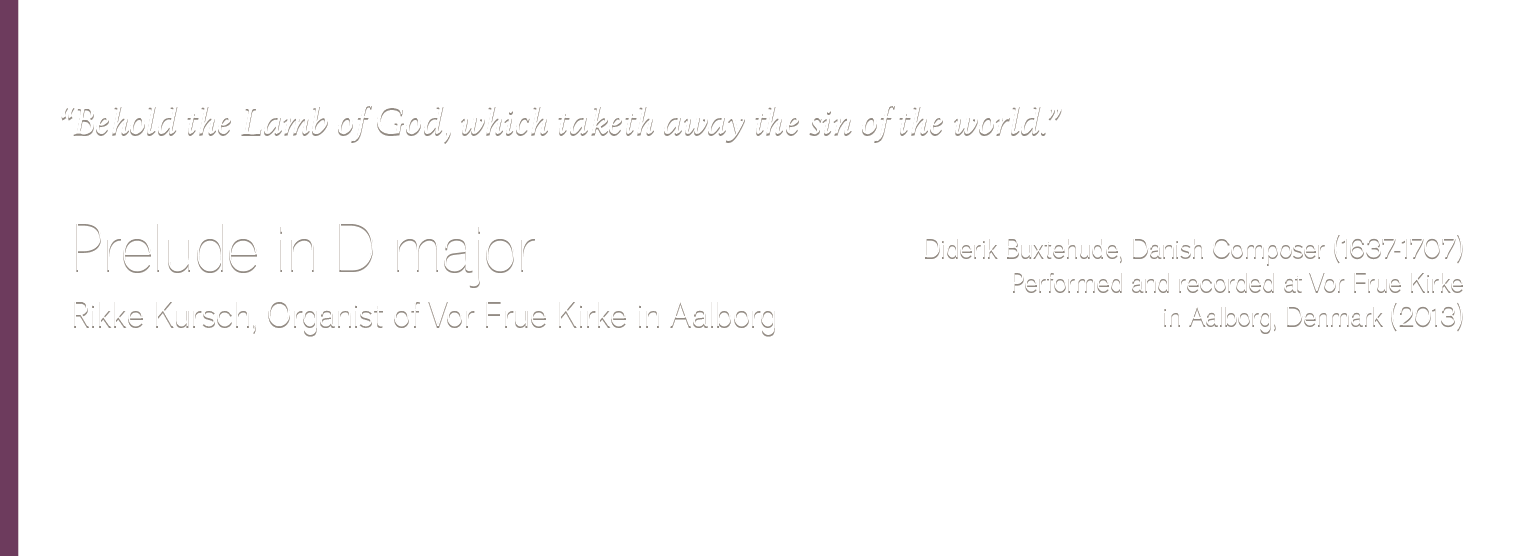 “Behold the Lamb of God, which taketh away the sin of the world.”
Prelude in D major
Rikke Kursch, Organist of Vor Frue Kirke in Aalborg
Diderik Buxtehude, Danish Composer (1637-1707)
Performed and recorded at Vor Frue Kirke
in Aalborg, Denmark (2013)